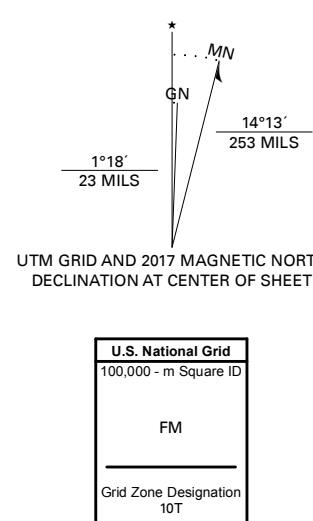 ★
MN
GN
14°13´
253 MILS
1°18´
23 MILS
UTM GRID AND 2017 MAGNETIC NORT
DECLINATION AT CENTER OF SHEET
U.S. National Grid
100,000 - m Square ID
FM
Grid Zone Designation
10T